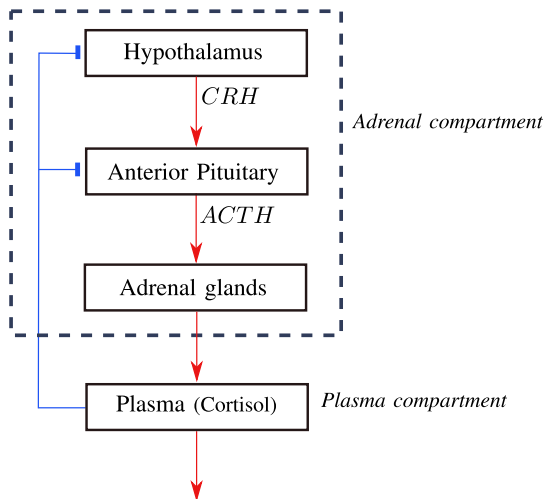 Hypothalamus
CRH
Adrenal compartment
Anterior Pituitary
ACTH
Adrenal glands
Plasma (Cortisol)
Plasma compartment